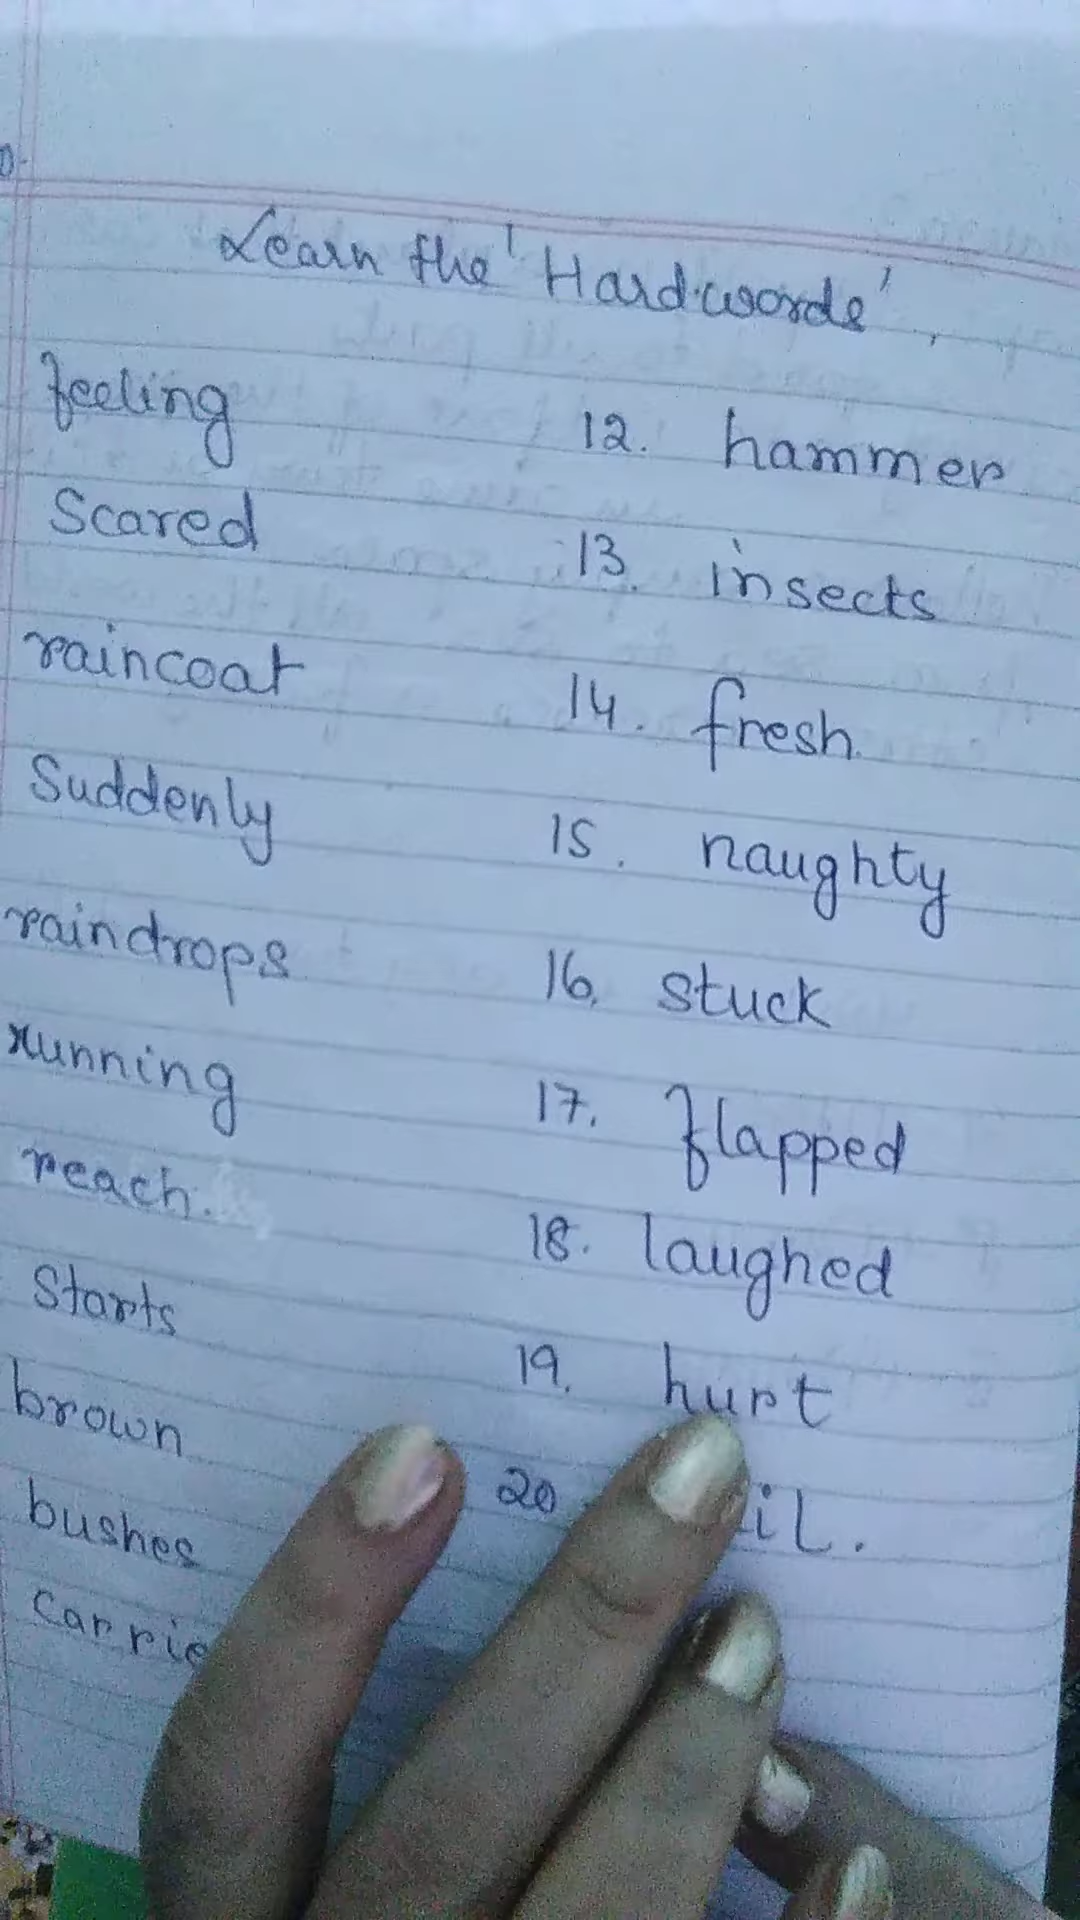 Learn the 'Hard words',
feeling
Scared
raincoat
Suddenly
raindrops
running
reach.
Starts
brown
bushes
12. hammer
13. insects
14. fresh.
15. naughty
16. stuck
17. flapped
18. laughed
19. hurt
20